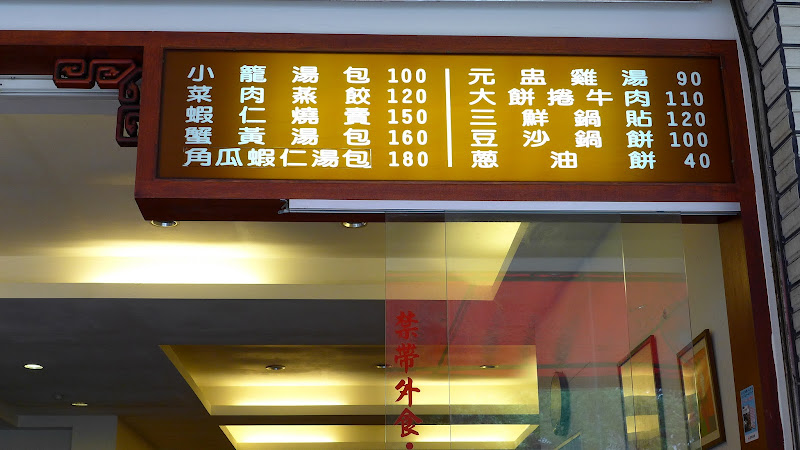 小籠湯包 100
菜肉蒸餃 120
蝦仁燒賣 150
蟹黃湯包 160
角瓜蝦仁湯包 180
元盅雞湯 90
大餅捲牛肉 110
三鮮鍋貼 120
豆沙鍋餅 100
蔥油餅 40
禁帶外食·